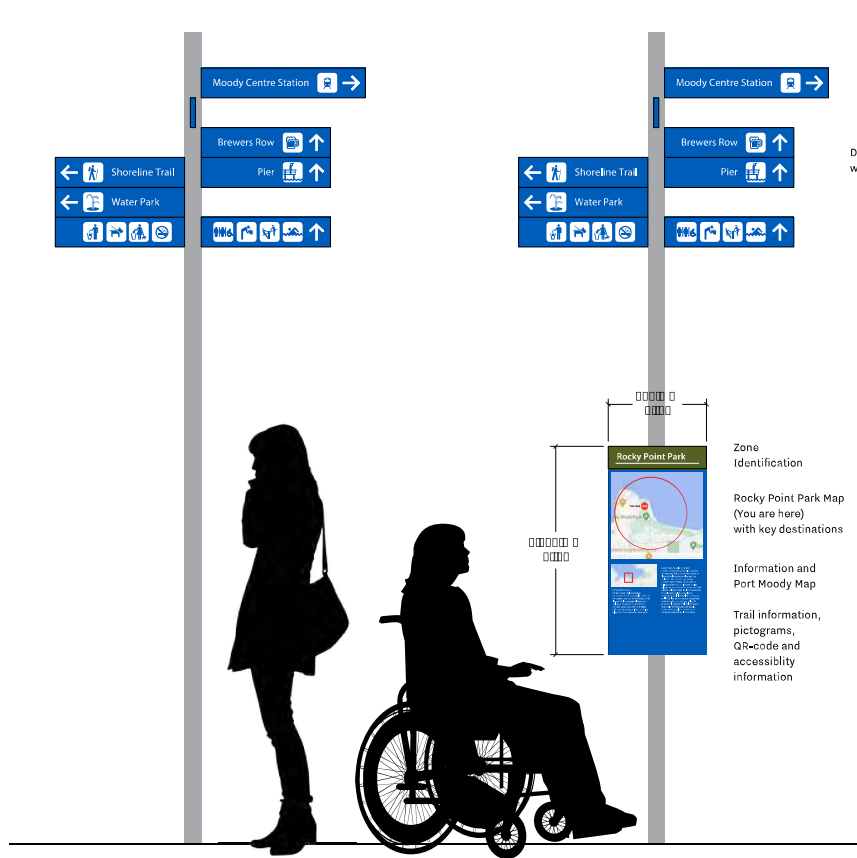 Moody Centre Station
Brewers Row
Pier
Shoreline Trail
Water Park
Moody Centre Station
Brewers Row
Pier
Shoreline Trail
Water Park
Rocky Point Park
Zone
Identification
Rocky Point Park Map
(You are here)
with key destinations
Information and
Port Moody Map
Trail information,
pictograms,
QR-code and
accessiblity
information